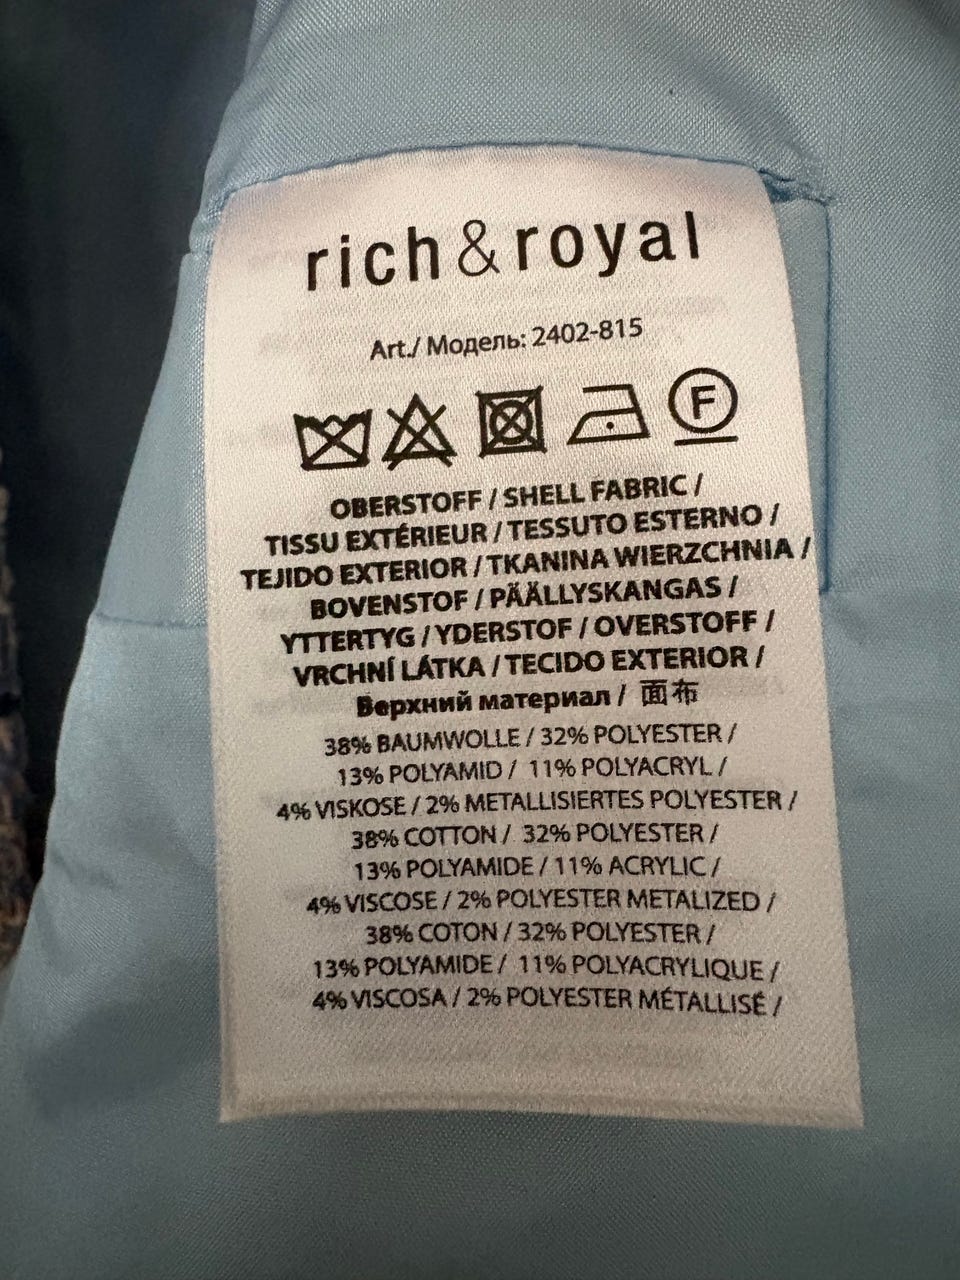 rich&royal
Art./ Модель: 2402-815
F
OBERSTOFF / SHELL FABRIC /
TISSU EXTÉRIEUR / TESSUTO ESTERNO /
TEJIDO EXTERIOR / TKANINA WIERZCHNIA /
BOVENSTOF / PÄÄLLYSKANGAS /
YTTERTYG / YDERSTOF / OVERSTOFF /
VRCHNÍ LÁTKA / TECIDO EXTERIOR /
Верхний материал / 面布
38% BAUMWOLLE / 32% POLYESTER /
13% POLYAMID / 11% POLYACRYL /
4% VISKOSE / 2% METALLISIERTES POLYESTER /
38% COTTON / 32% POLYESTER /
13% POLYAMIDE / 11% ACRYLIC /
4% VISCOSE / 2% POLYESTER METALIZED /
38% COTON / 32% POLYESTER /
13% POLYAMIDE / 11% POLYACRYLIQUE /
4% VISCOSA / 2% POLYESTER MÉTALLISÉ /